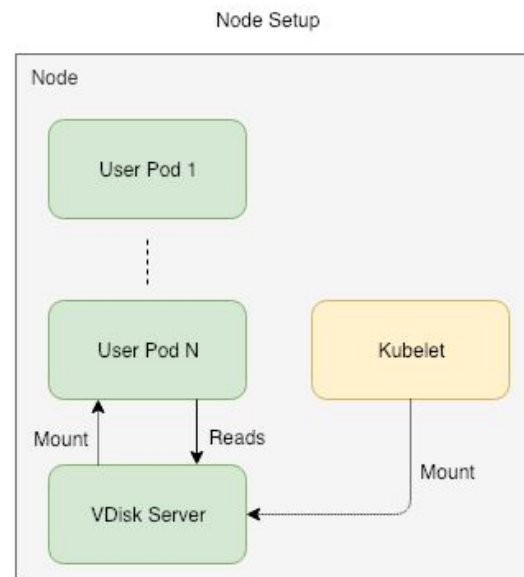 Node Setup
Node
User Pod 1
User Pod N
Kubelet
Mount
Reads
Mount
VDisk Server